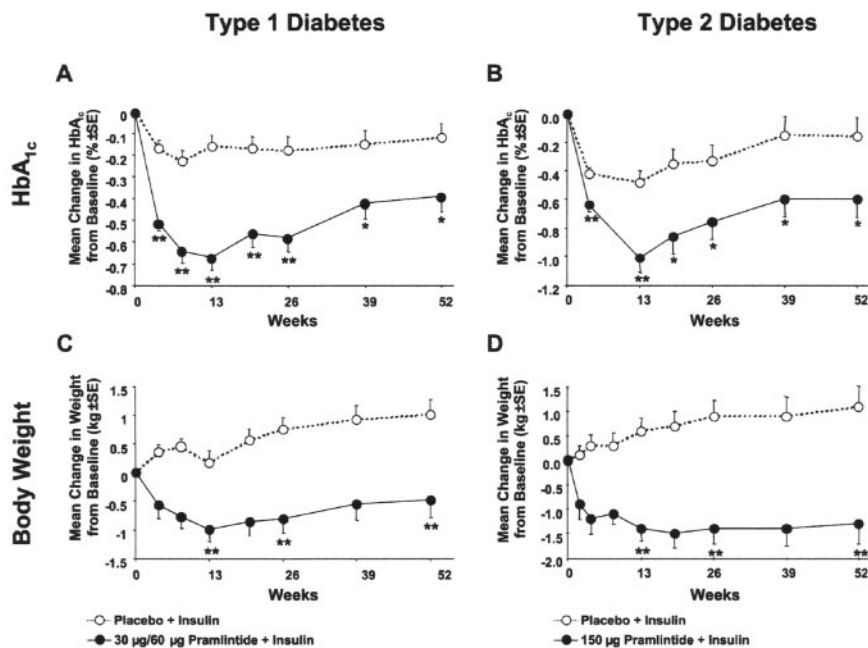 Type 1 Diabetes
Type 2 Diabetes
HbA1c
A
Mean Change in HbA1c
from Baseline (% ±SE)
0
-0.1
-0.2
-0.3
-0.4
-0.5
-0.6
-0.7
-0.8
** ** ** ** ** * *
0 13 26 39 52
Weeks
B
Mean Change in HbA1c
from Baseline (% ±SE)
0.0
-0.2
-0.4
-0.6
-0.8
-1.0
-1.2
** ** * * * *
0 13 26 39 52
Weeks
Body Weight
C
Mean Change in Weight
from Baseline (kg ±SE)
1.5
1
0.5
0
-0.5
-1
-1.5
** ** **
0 13 26 39 52
Weeks
Placebo + Insulin
30 µg/60 µg Pramlintide + Insulin
D
Mean Change in Weight
from Baseline (kg ±SE)
1.5
1.0
0.5
0.0
-0.5
-1.0
-1.5
-2.0
** ** **
0 13 26 39 52
Weeks
Placebo + Insulin
150 µg Pramlintide + Insulin